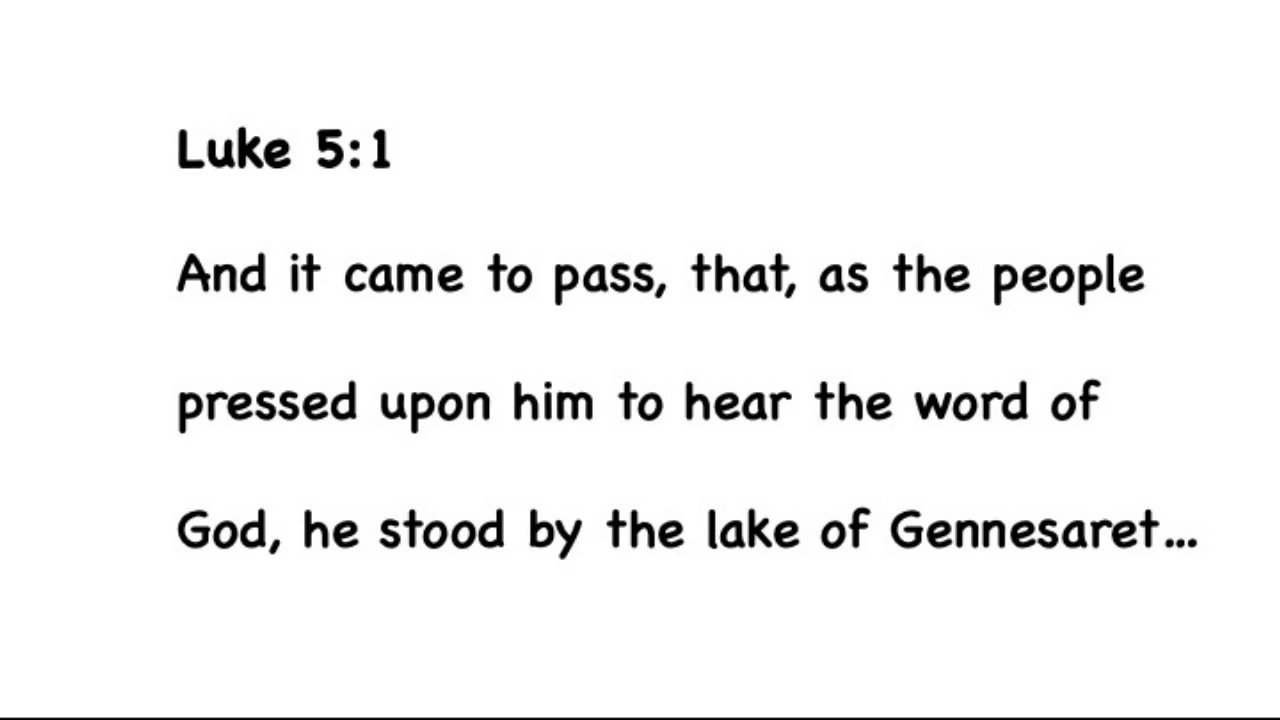 Luke 5:1
And it came to pass, that, as the people
pressed upon him to hear the word of
God, he stood by the lake of Gennesaret...